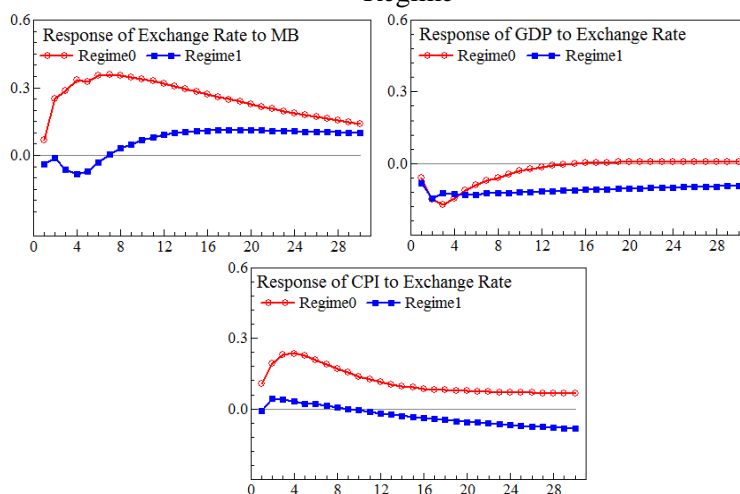 Regime
Response of Exchange Rate to MB
Regime0 Regime1
0.6
0.3
0.0
0 4 8 12 16 20 24 28
Response of GDP to Exchange Rate
Regime0 Regime1
0.6
0.0
0 4 8 12 16 20 24 28
Response of CPI to Exchange Rate
Regime0 Regime1
0.6
0.3
0.0
0 4 8 12 16 20 24 28